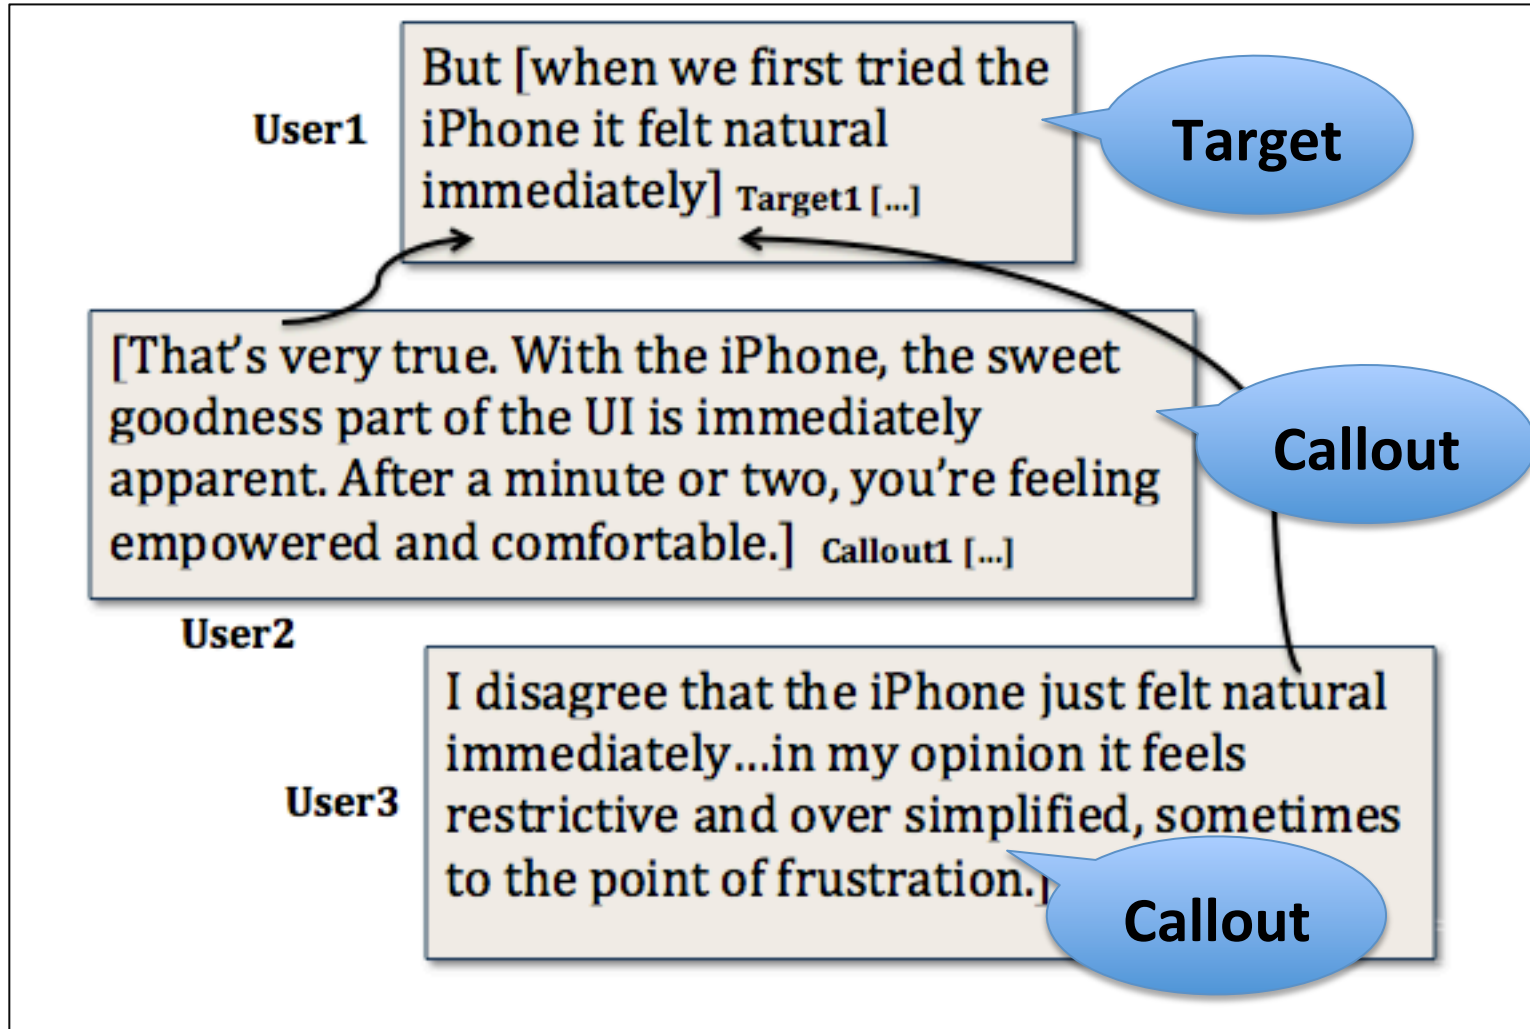 But [when we first tried the
iPhone it felt natural
immediately] Target1 [...]
User1
Target
[That's very true. With the iPhone, the sweet
goodness part of the UI is immediately
apparent. After a minute or two, you're feeling
empowered and comfortable.] Callout1 [...]
Callout
User2
I disagree that the iPhone just felt natural
immediately...in my opinion it feels
restrictive and over simplified, sometimes
to the point of frustration.]
User3
Callout